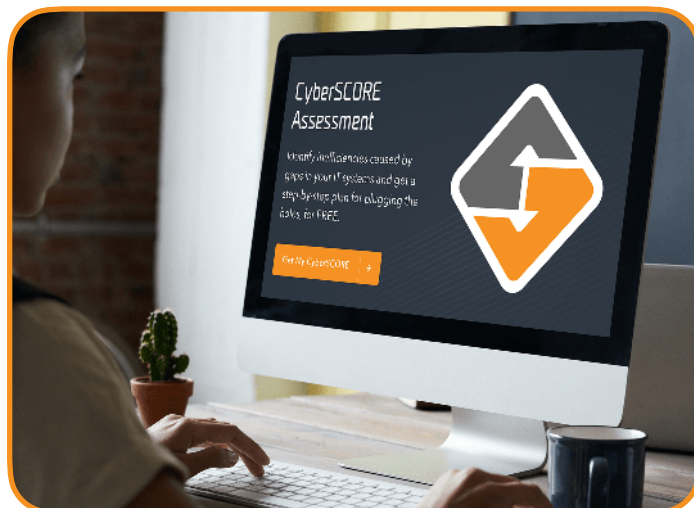 CyberSCORE
Assessment
Identify inefficiencies caused by
gaps in your IT systems and get a
step-by-step plan for plugging the
holes, for FREE.
Get My CyberSCORE